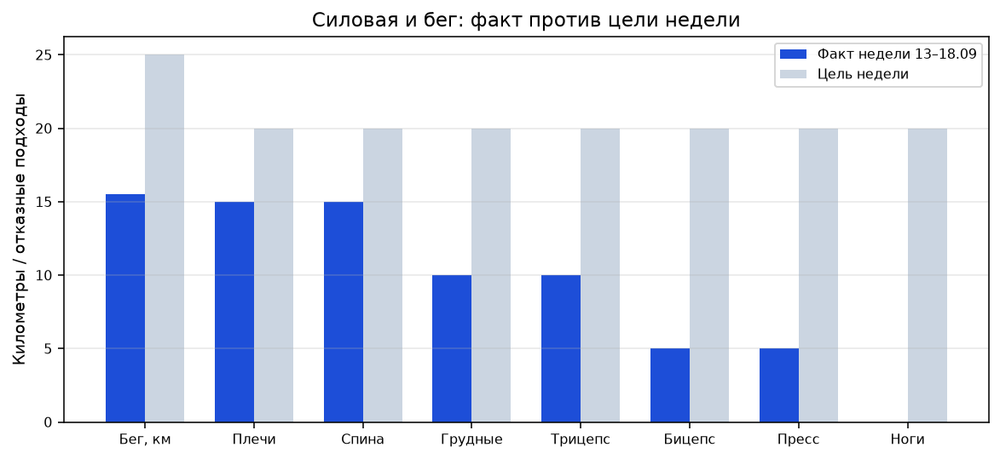 Силовая и бег: факт против цели недели
Факт недели 13–18.09
Цель недели
Километры / отказные подходы
25
20
15
10
5
0
Бег, км
Плечи
Спина
Грудные
Трицепс
Бицепс
Пресс
Ноги